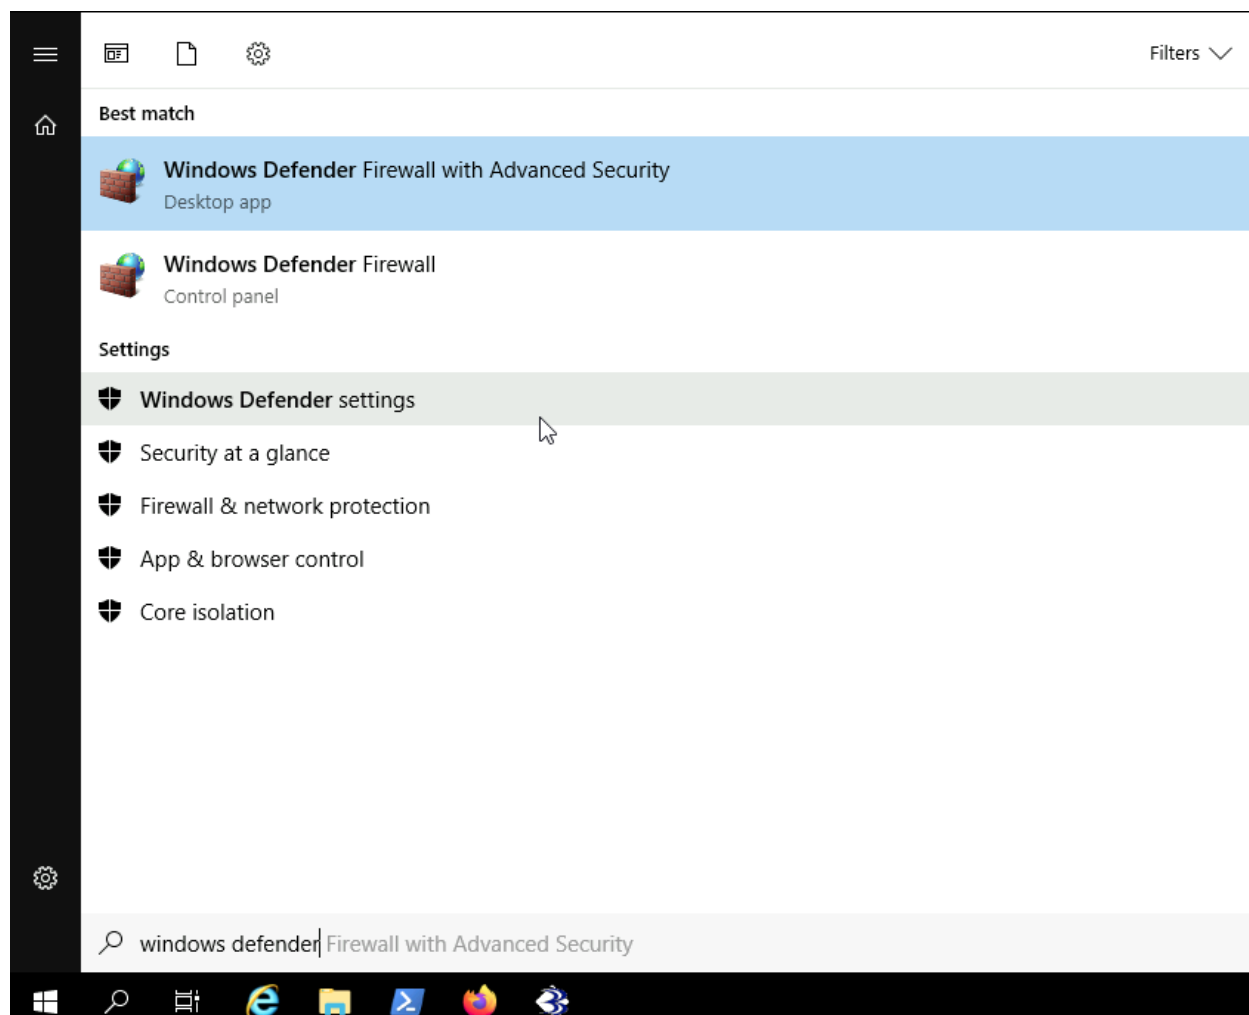 Filters
Best match
Windows Defender Firewall with Advanced Security
Desktop app
Windows Defender Firewall
Control panel
Settings
Windows Defender settings
Security at a glance
Firewall & network protection
App & browser control
Core isolation
windows defender Firewall with Advanced Security